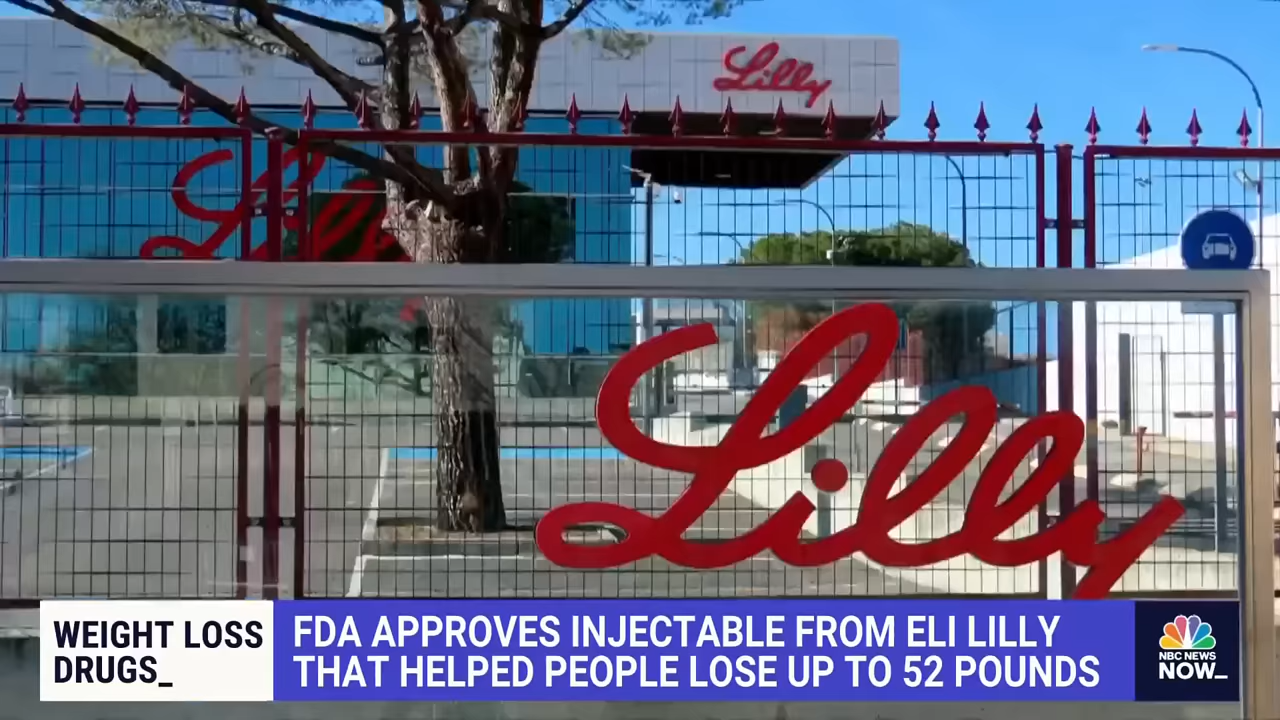 Lilly
Lilly
Lilly
WEIGHT LOSS
DRUGS_
FDA APPROVES INJECTABLE FROM ELI LILLY
THAT HELPED PEOPLE LOSE UP TO 52 POUNDS
NBC NEWS
NOW_